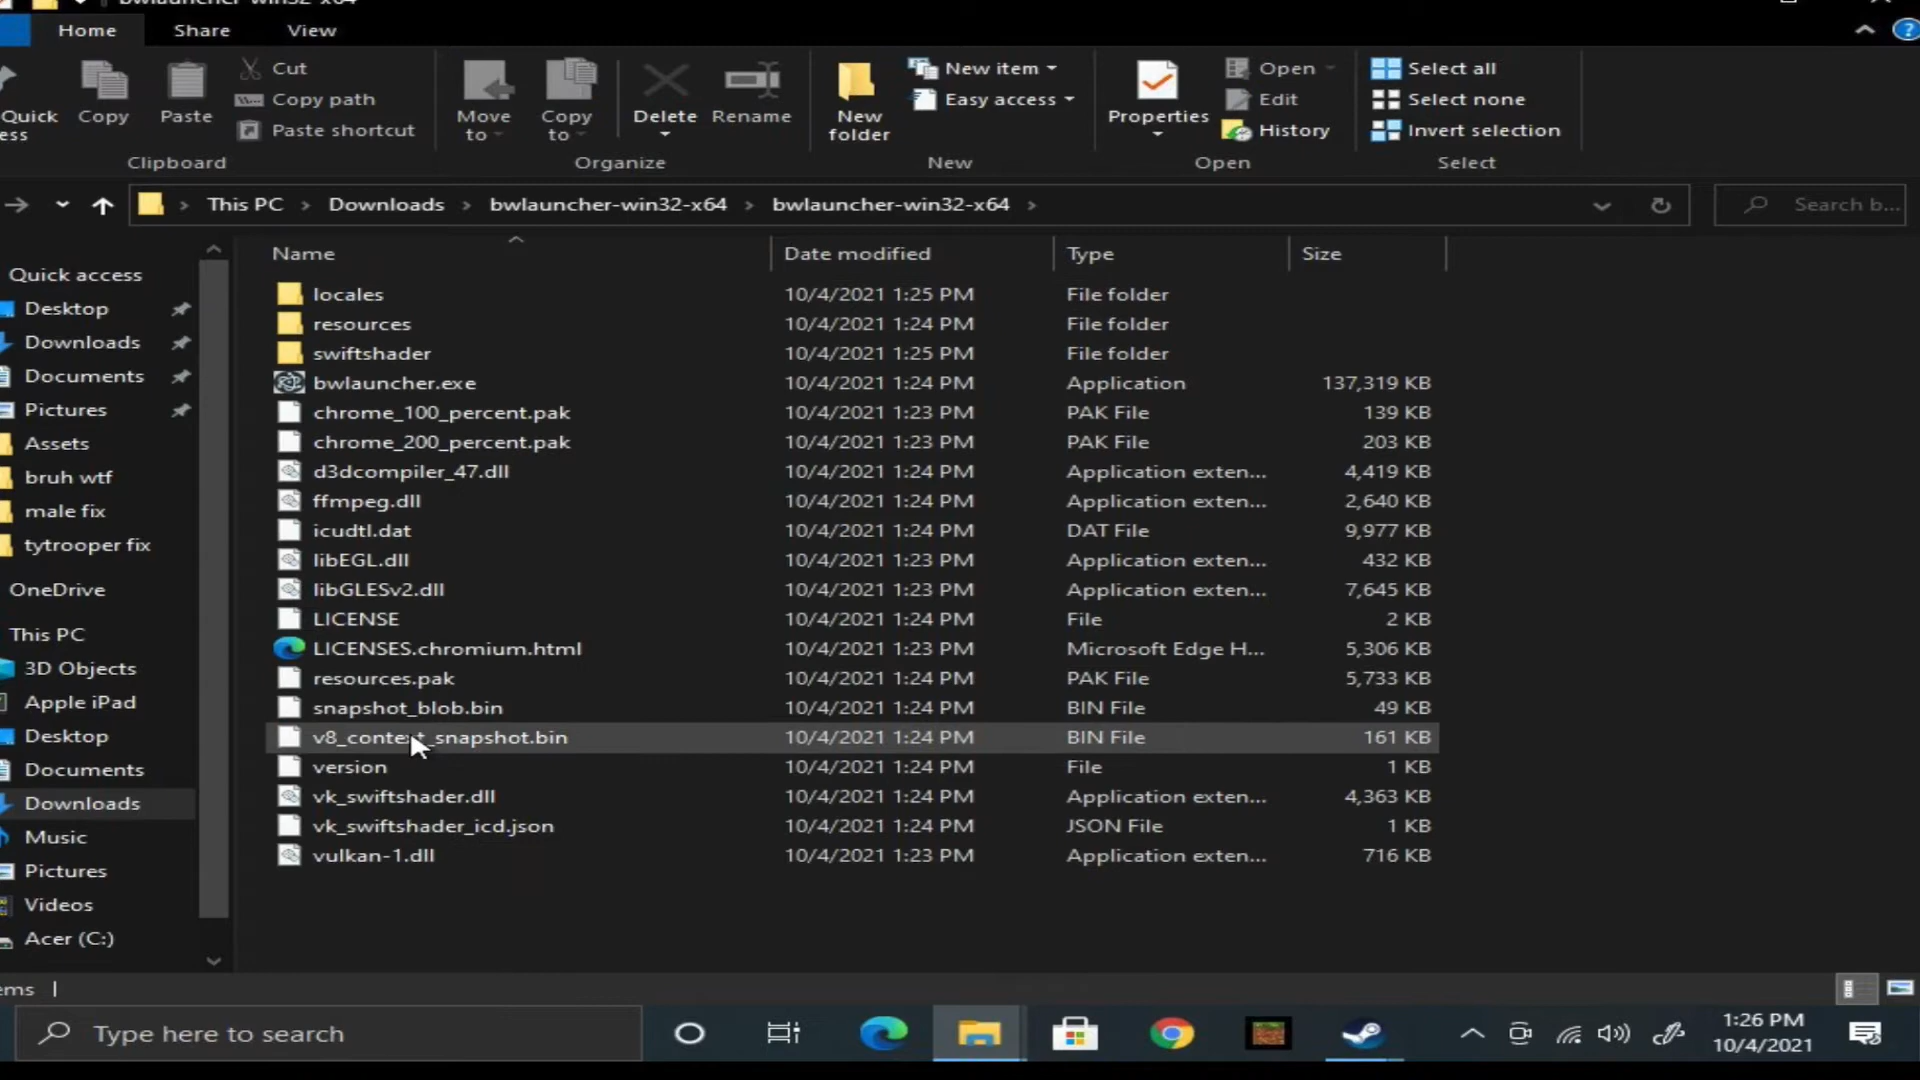 bwlauncher-win32-x64
Home Share View
Quick
ess
Copy
Paste
Cut
Copy path
Paste shortcut
Clipboard
Move
to
Copy
to
Delete
Rename
Organize
New
folder
New item
Easy access
New
Properties
Open
Edit
History
Open
Select all
Select none
Invert selection
Select
This PC > Downloads > bwlauncher-win32-x64 > bwlauncher-win32-x64 >
Search b...
Name Date modified Type Size
Quick access
Desktop
Downloads
Documents
Pictures
Assets
bruh wtf
male fix
tytrooper fix
OneDrive
This PC
3D Objects
Apple iPad
Desktop
Documents
Downloads
Music
Pictures
Videos
Acer (C:)
locales 10/4/2021 1:25 PM File folder
resources 10/4/2021 1:24 PM File folder
swiftshader 10/4/2021 1:25 PM File folder
bwlauncher.exe 10/4/2021 1:24 PM Application 137,319 KB
chrome_100_percent.pak 10/4/2021 1:23 PM PAK File 139 KB
chrome_200_percent.pak 10/4/2021 1:23 PM PAK File 203 KB
d3dcompiler_47.dll 10/4/2021 1:24 PM Application exten... 4,419 KB
ffmpeg.dll 10/4/2021 1:24 PM Application exten... 2,640 KB
icudtl.dat 10/4/2021 1:24 PM DAT File 9,977 KB
libEGL.dll 10/4/2021 1:23 PM Application exten... 432 KB
libGLESv2.dll 10/4/2021 1:23 PM Application exten... 7,645 KB
LICENSE 10/4/2021 1:24 PM File 2 KB
LICENSES.chromium.html 10/4/2021 1:23 PM Microsoft Edge H... 5,306 KB
resources.pak 10/4/2021 1:24 PM PAK File 5,733 KB
snapshot_blob.bin 10/4/2021 1:24 PM BIN File 49 KB
v8_context_snapshot.bin 10/4/2021 1:24 PM BIN File 161 KB
version 10/4/2021 1:24 PM File 1 KB
vk_swiftshader.dll 10/4/2021 1:24 PM Application exten... 4,363 KB
vk_swiftshader_icd.json 10/4/2021 1:24 PM JSON File 1 KB
vulkan-1.dll 10/4/2021 1:23 PM Application exten... 716 KB
ems
Type here to search
1:26 PM
10/4/2021